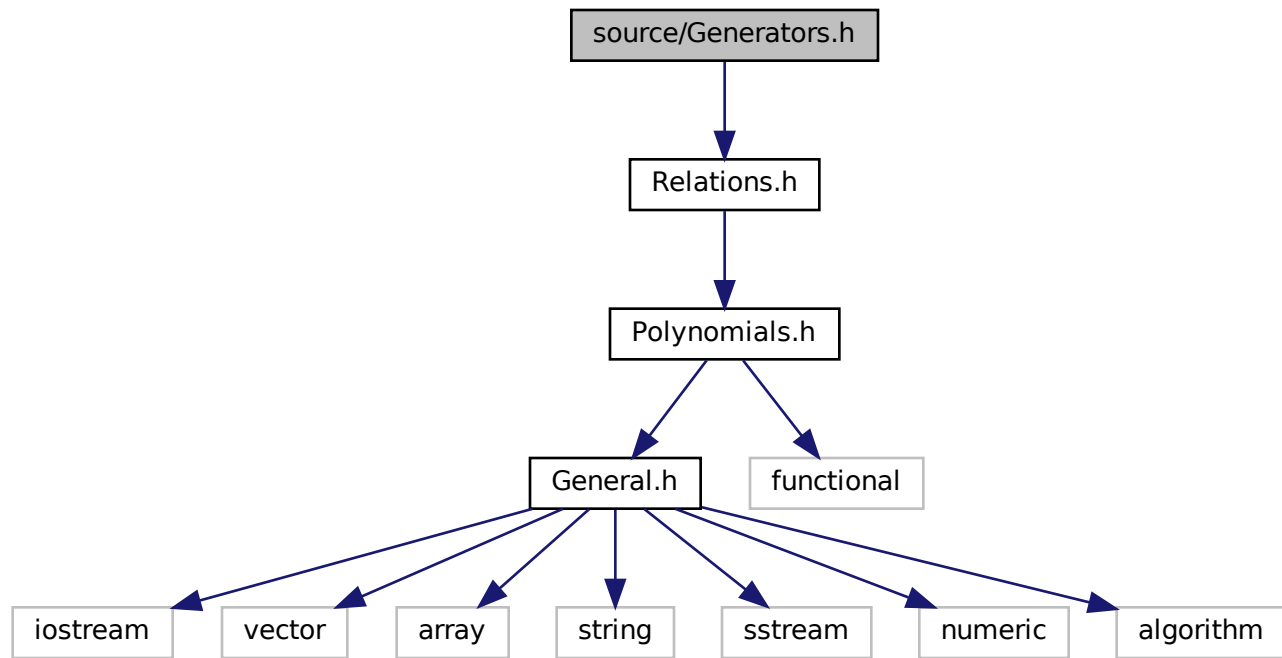 source/Generators.h
Relations.h
Polynomials.h
General.h
functional
iostream
vector
array
string
sstream
numeric
algorithm